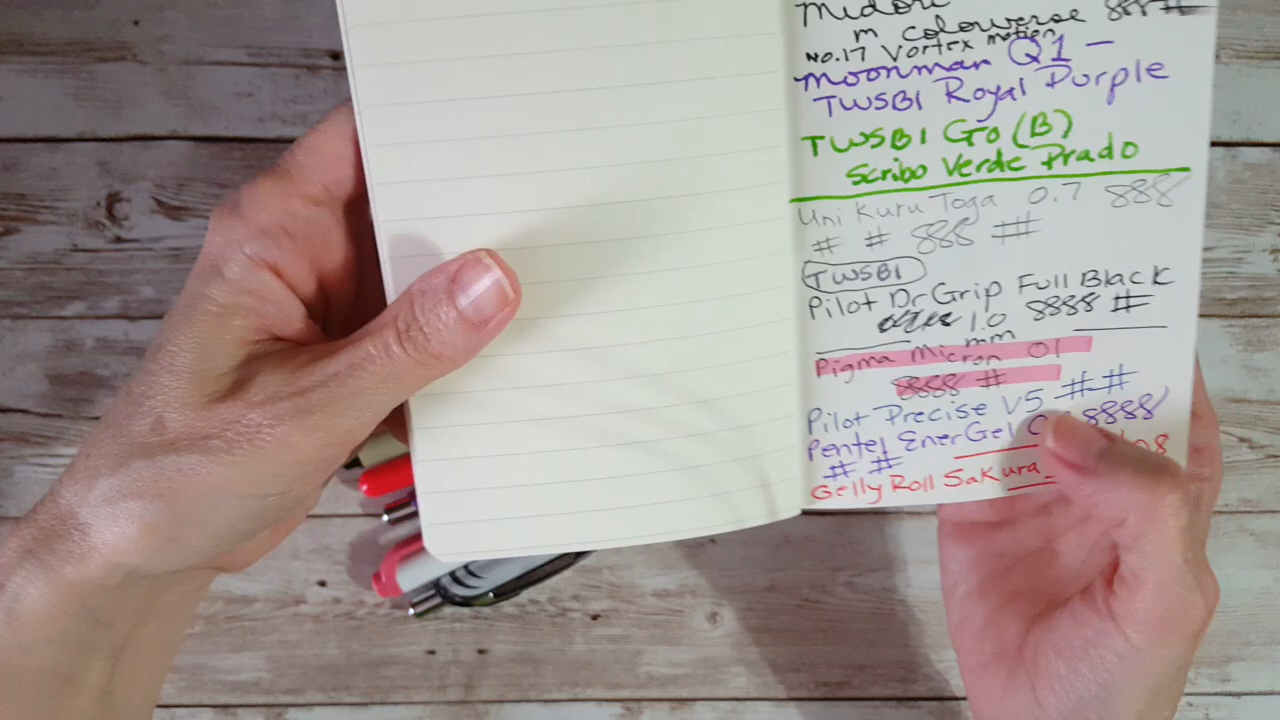 Midori
m colorverse 888 #
No.17 Vortex motion
moonman Q1 –
TWSBI Royal Purple
TWSBI Go (B)
Scribo Verde Prado
Uni Kuru Toga 0.7 888
# # 888 #
TWSBI
Pilot Dr Grip Full Black
1.0 8888 #
mm
Pigma Micron 01
8888 #
Pilot Precise V5 # #
Pentel EnerGel 8888
# #
Gelly Roll Sakura 08